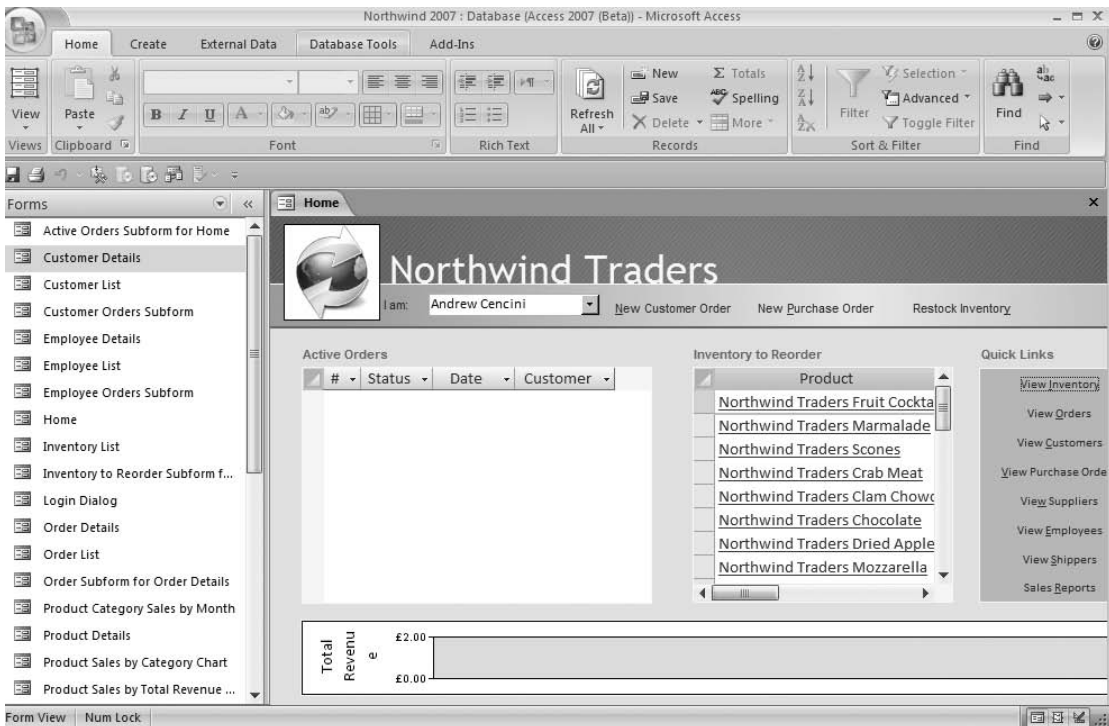 Northwind 2007 : Database (Access 2007 (Beta)) - Microsoft Access
Home Create External Data Database Tools Add-Ins
View
Paste
B I U A ab
Refresh All
New
Save
Delete
Totals
Spelling
More
Filter
Selection
Advanced
Toggle Filter
Find
Views Clipboard Font Rich Text Records Sort & Filter Find
Forms
Active Orders Subform for Home
Customer Details
Customer List
Customer Orders Subform
Employee Details
Employee List
Employee Orders Subform
Home
Inventory List
Inventory to Reorder Subform f...
Login Dialog
Order Details
Order List
Order Subform for Order Details
Product Category Sales by Month
Product Details
Product Sales by Category Chart
Product Sales by Total Revenue ...
Home
Northwind Traders
I am: Andrew Cencini New Customer Order New Purchase Order Restock Inventory
Active Orders
# Status Date Customer
Inventory to Reorder
Product
Northwind Traders Fruit Cockta
Northwind Traders Marmalade
Northwind Traders Scones
Northwind Traders Crab Meat
Northwind Traders Clam Chowd
Northwind Traders Chocolate
Northwind Traders Dried Apple
Northwind Traders Mozzarella
Quick Links
View Inventory
View Orders
View Customers
View Purchase Orde
View Suppliers
View Employees
View Shippers
Sales Reports
Total
Revenu
e
£2.00
£0.00
Form View Num Lock